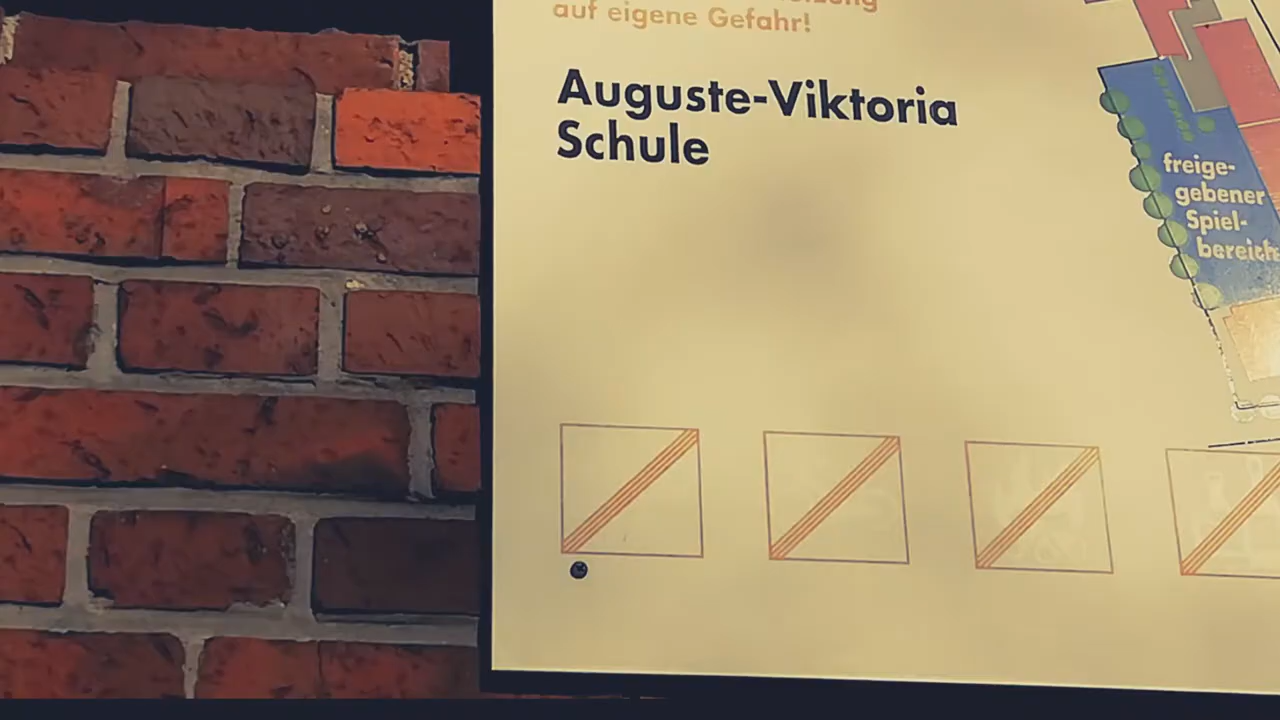 auf eigene Gefahr!
Auguste-Viktoria
Schule
freige-
gebener
Spiel-
bereich